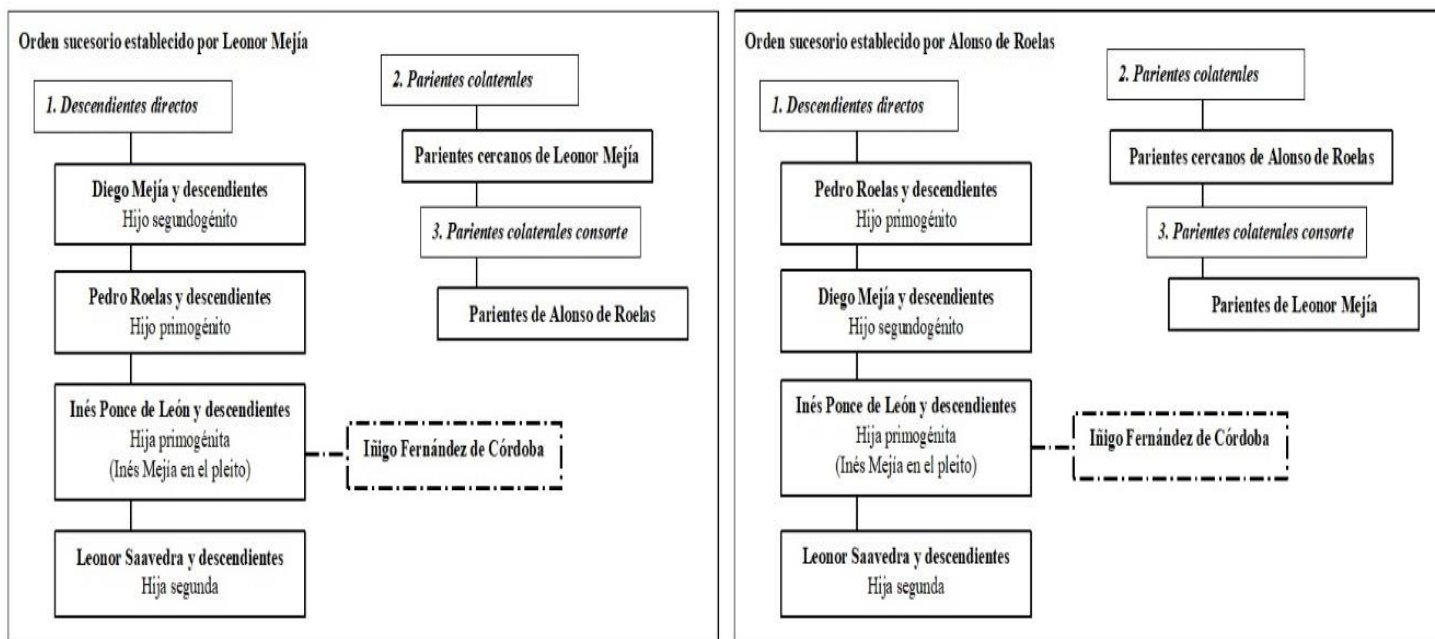 Orden sucesorio establecido por Leonor Mejía
1. Descendientes directos
Diego Mejía y descendientes
Hijo segundogénito
Pedro Roelas y descendientes
Hijo primogénito
Inés Ponce de León y descendientes
Hija primogénita
(Inés Mejia en el pleito)
Leonor Saavedra y descendientes
Hija segunda
2. Parientes colaterales
Parientes cercanos de Leonor Mejía
3. Parientes colaterales consorte
Parientes de Alonso de Roelas
Iñigo Fernández de Córdoba
Orden sucesorio establecido por Alonso de Roelas
1. Descendientes directos
Pedro Roelas y descendientes
Hijo primogénito
Diego Mejía y descendientes
Hijo segundogénito
Inés Ponce de León y descendientes
Hija primogénita
(Inés Mejia en el pleito)
Leonor Saavedra y descendientes
Hija segunda
2. Parientes colaterales
Parientes cercanos de Alonso de Roelas
3. Parientes colaterales consorte
Parientes de Leonor Mejía
Iñigo Fernández de Córdoba